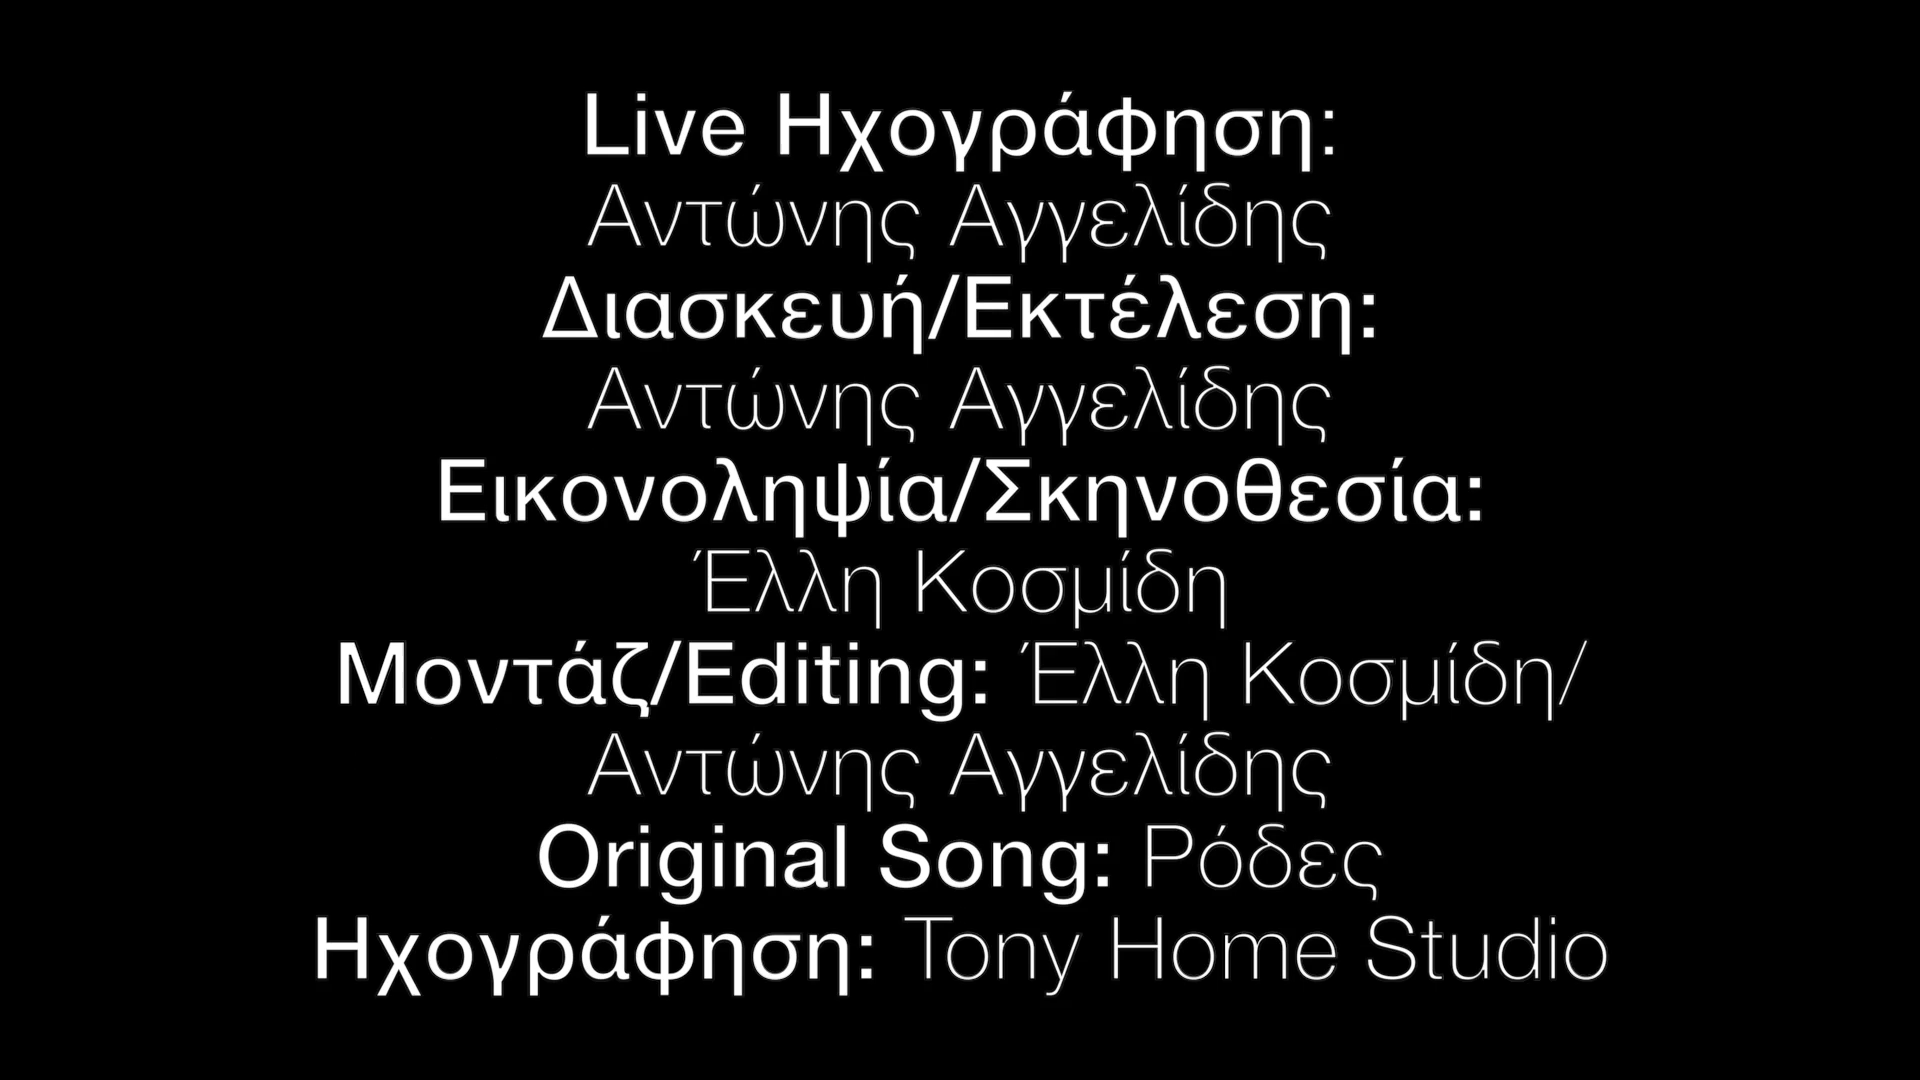 Live Ηχογράφηση:
Αντώνης Αγγελίδης
Διασκευή/Εκτέλεση:
Αντώνης Αγγελίδης
Εικονοληψία/Σκηνοθεσία:
Έλλη Κοσμίδη
Μοντάζ/Editing: Έλλη Κοσμίδη/
Αντώνης Αγγελίδης
Original Song: Ρόδες
Ηχογράφηση: Tony Home Studio